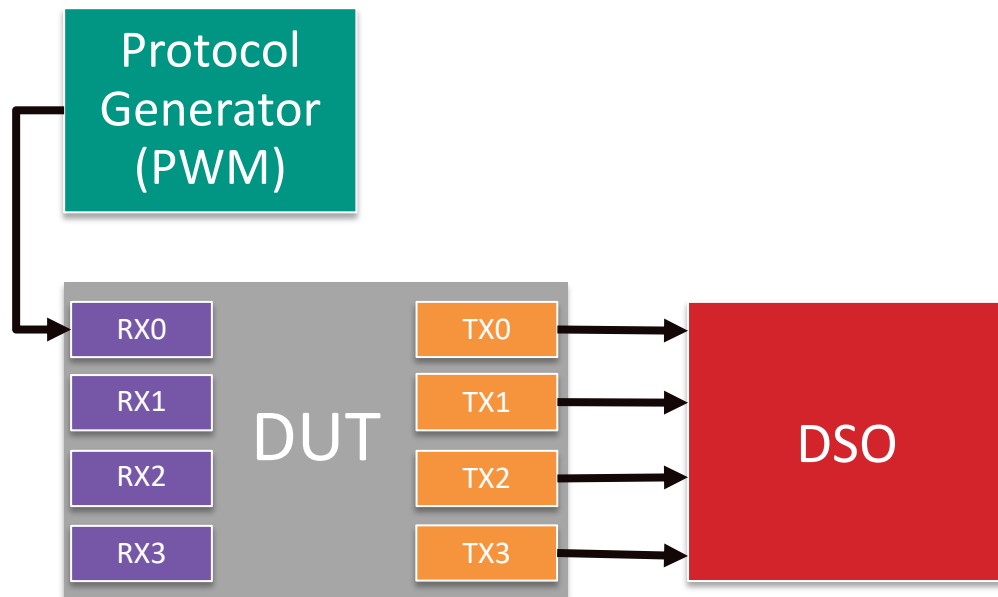 Protocol
Generator
(PWM)
RX0
TX0
RX1
TX1
DUT
DSO
RX2
TX2
RX3
TX3